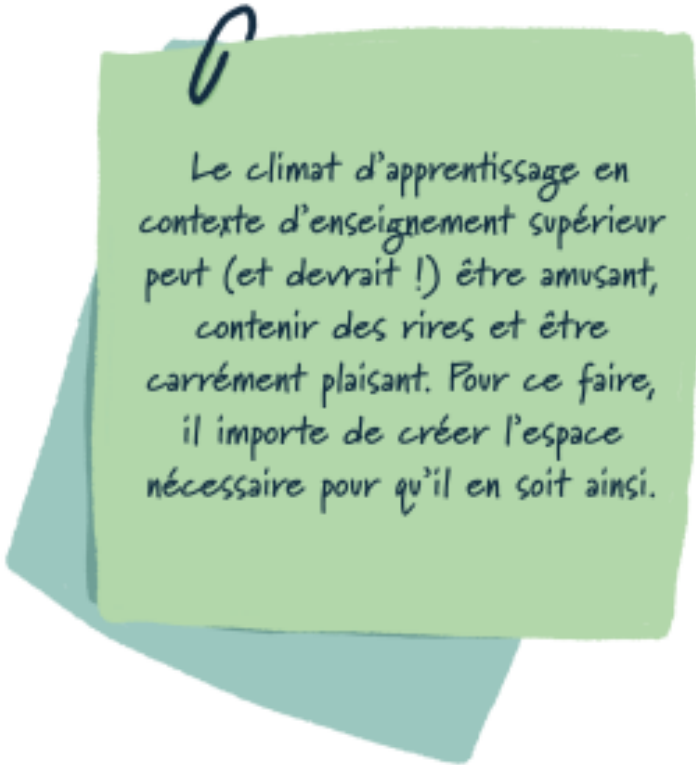 Le climat d'apprentissage en
contexte d'enseignement supérieur
peut (et devrait !) être amusant,
contenir des rires et être
carrément plaisant. Pour ce faire,
il importe de créer l'espace
nécessaire pour qu'il en soit ainsi.